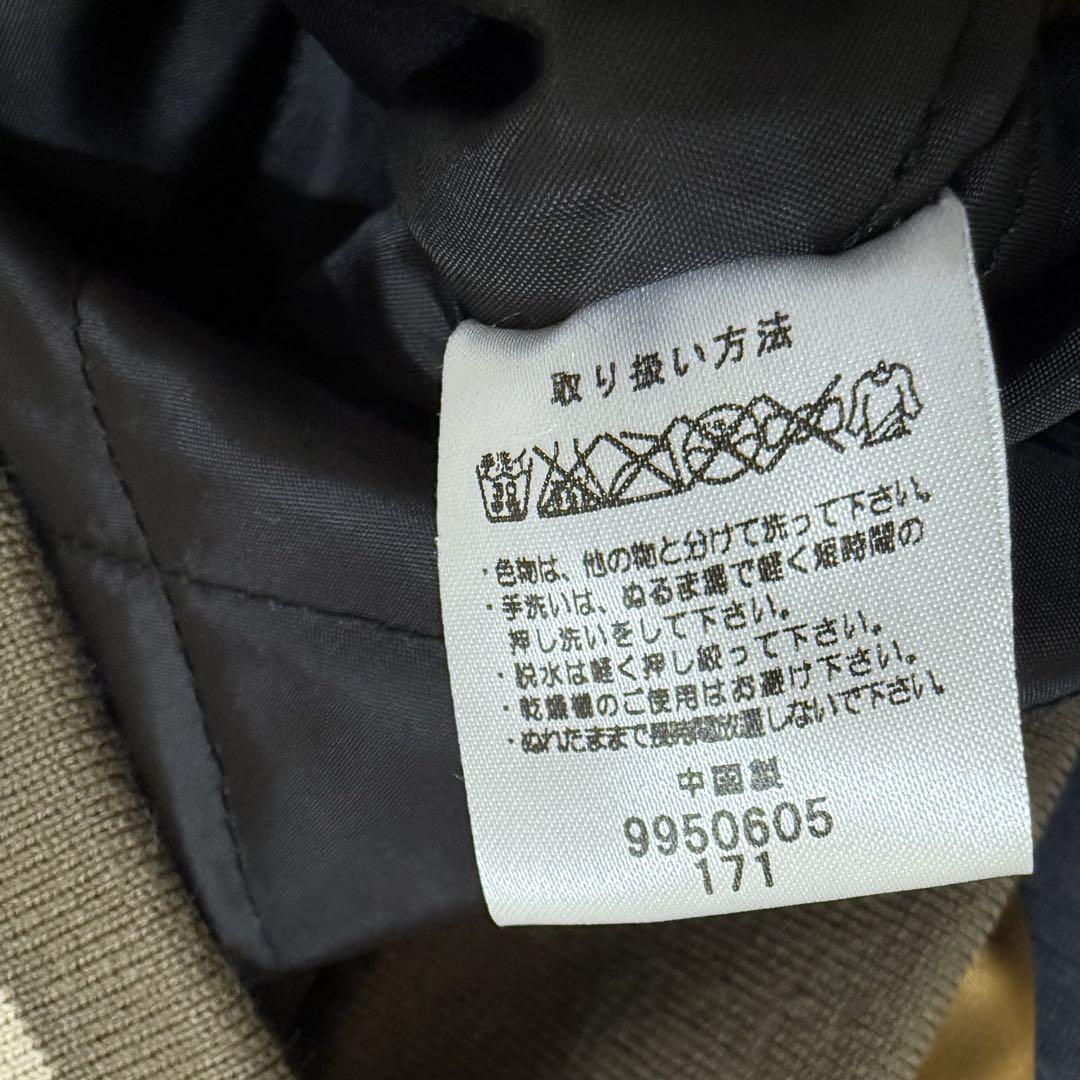 取り扱い方法
手洗イ
30
・色物は、他の物と分けて洗って下さい。
・手洗いは、ぬるま湯で軽く短時間の
押し洗いをして下さい。
・脱水は軽く押し絞って下さい。
・乾燥機のご使用はお避け下さい。
・ぬれたままで長時間放置しないで下さい。
中国製
9950605
171